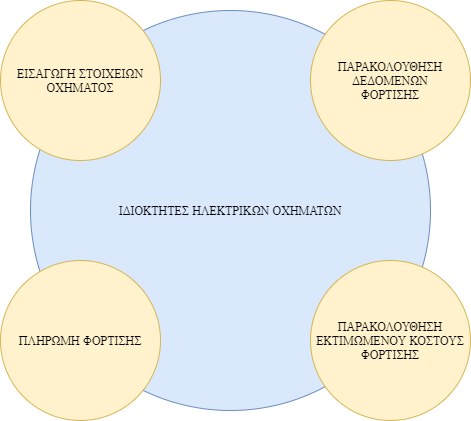 ΕΙΣΑΓΩΓΗ ΣΤΟΙΧΕΙΩΝ
ΟΧΗΜΑΤΟΣ
ΠΑΡΑΚΟΛΟΥΘΗΣΗ
ΔΕΔΟΜΕΝΩΝ
ΦΟΡΤΙΣΗΣ
ΙΔΙΟΚΤΗΤΕΣ ΗΛΕΚΤΡΙΚΩΝ ΟΧΗΜΑΤΩΝ
ΠΛΗΡΩΜΗ ΦΟΡΤΙΣΗΣ
ΠΑΡΑΚΟΛΟΥΘΗΣΗ
ΕΚΤΙΜΩΜΕΝΟΥ ΚΟΣΤΟΥΣ
ΦΟΡΤΙΣΗΣ